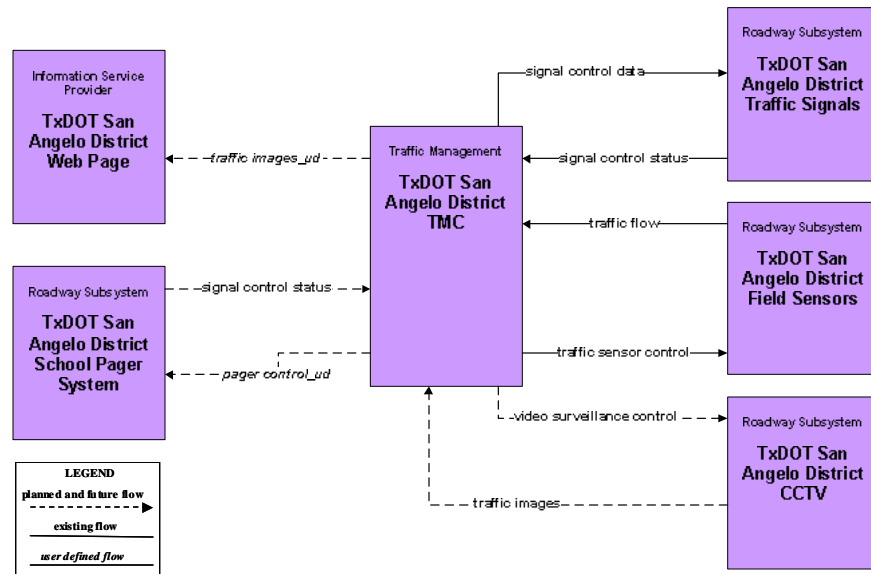 Information Service
Provider
TxDOT San
Angelo District
Web Page
traffic images_ud
Roadway Subsystem
TxDOT San
Angelo District
School Pager
System
signal control status
pager control_ud
Traffic Management
TxDOT San
Angelo District
TMC
signal control data
signal control status
traffic flow
traffic sensor control
video surveillance control
traffic images
Roadway Subsystem
TxDOT San
Angelo District
Traffic Signals
Roadway Subsystem
TxDOT San
Angelo District
Field Sensors
Roadway Subsystem
TxDOT San
Angelo District
CCTV
LEGEND
planned and future flow
existing flow
user defined flow